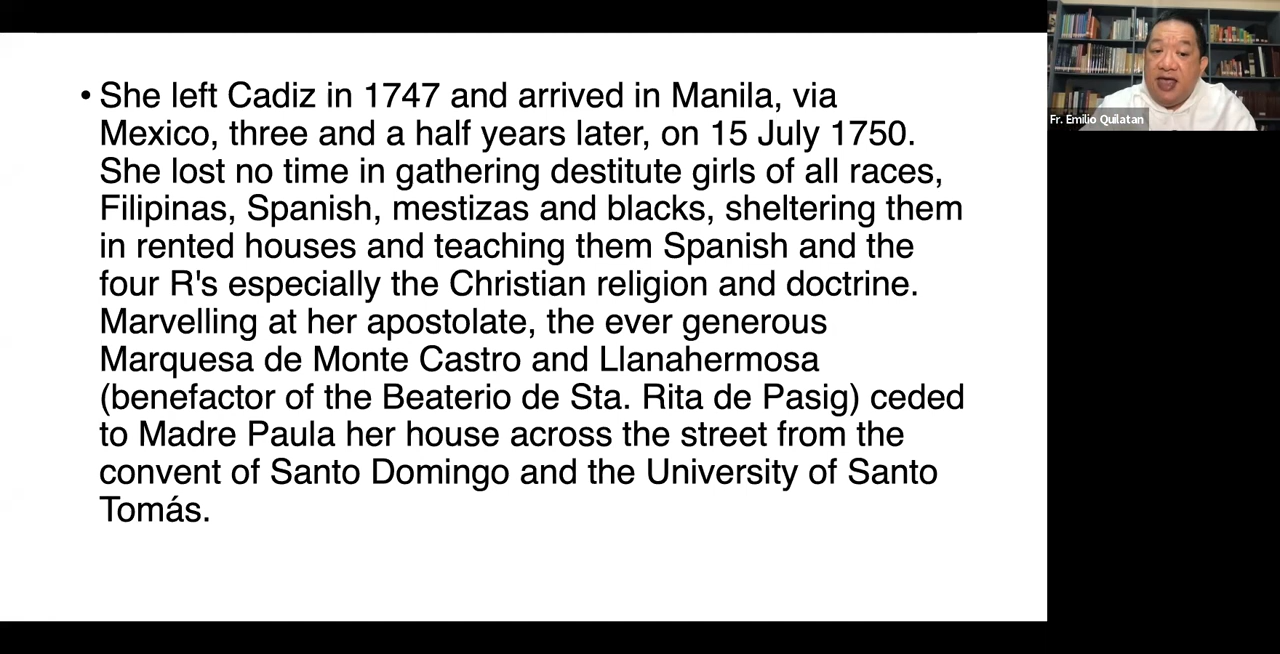 • She left Cadiz in 1747 and arrived in Manila, via
Mexico, three and a half years later, on 15 July 1750.
She lost no time in gathering destitute girls of all races,
Filipinas, Spanish, mestizas and blacks, sheltering them
in rented houses and teaching them Spanish and the
four R's especially the Christian religion and doctrine.
Marvelling at her apostolate, the ever generous
Marquesa de Monte Castro and Llanahermosa
(benefactor of the Beaterio de Sta. Rita de Pasig) ceded
to Madre Paula her house across the street from the
convent of Santo Domingo and the University of Santo
Tomás.
Fr. Emilio Quilatan